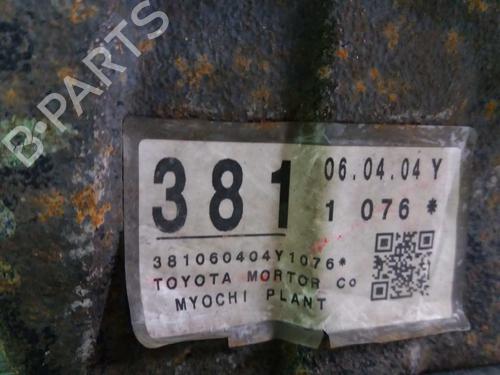 B-PARTS
381 06.04.04 Y
1 076 *
381060404Y1076*
TOYOTA MORTOR Co
MYOCHI PLANT